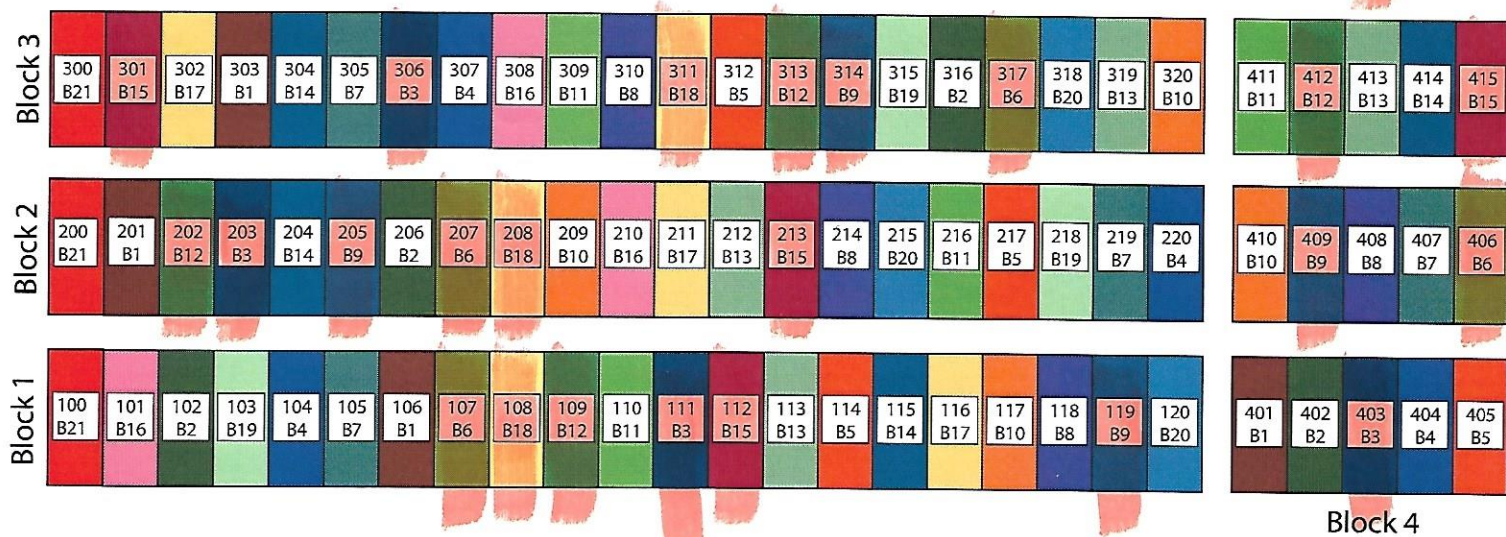 Block 3
300 301 302 303 304 305 306 307 308 309 310 311 312 313 314 315 316 317 318 319 320
B21 B15 B17 B1 B14 B7 B3 B4 B16 B11 B8 B18 B5 B12 B9 B19 B2 B6 B20 B13 B10
411 412 413 414 415
B11 B12 B13 B14 B15
Block 2
200 201 202 203 204 205 206 207 208 209 210 211 212 213 214 215 216 217 218 219 220
B21 B1 B12 B3 B14 B9 B2 B6 B18 B10 B16 B17 B13 B15 B8 B20 B11 B5 B19 B7 B4
410 409 408 407 406
B10 B9 B8 B7 B6
Block 1
100 101 102 103 104 105 106 107 108 109 110 111 112 113 114 115 116 117 118 119 120
B21 B16 B2 B19 B4 B7 B1 B6 B18 B12 B11 B3 B15 B13 B5 B14 B17 B10 B8 B9 B20
401 402 403 404 405
B1 B2 B3 B4 B5
Block 4